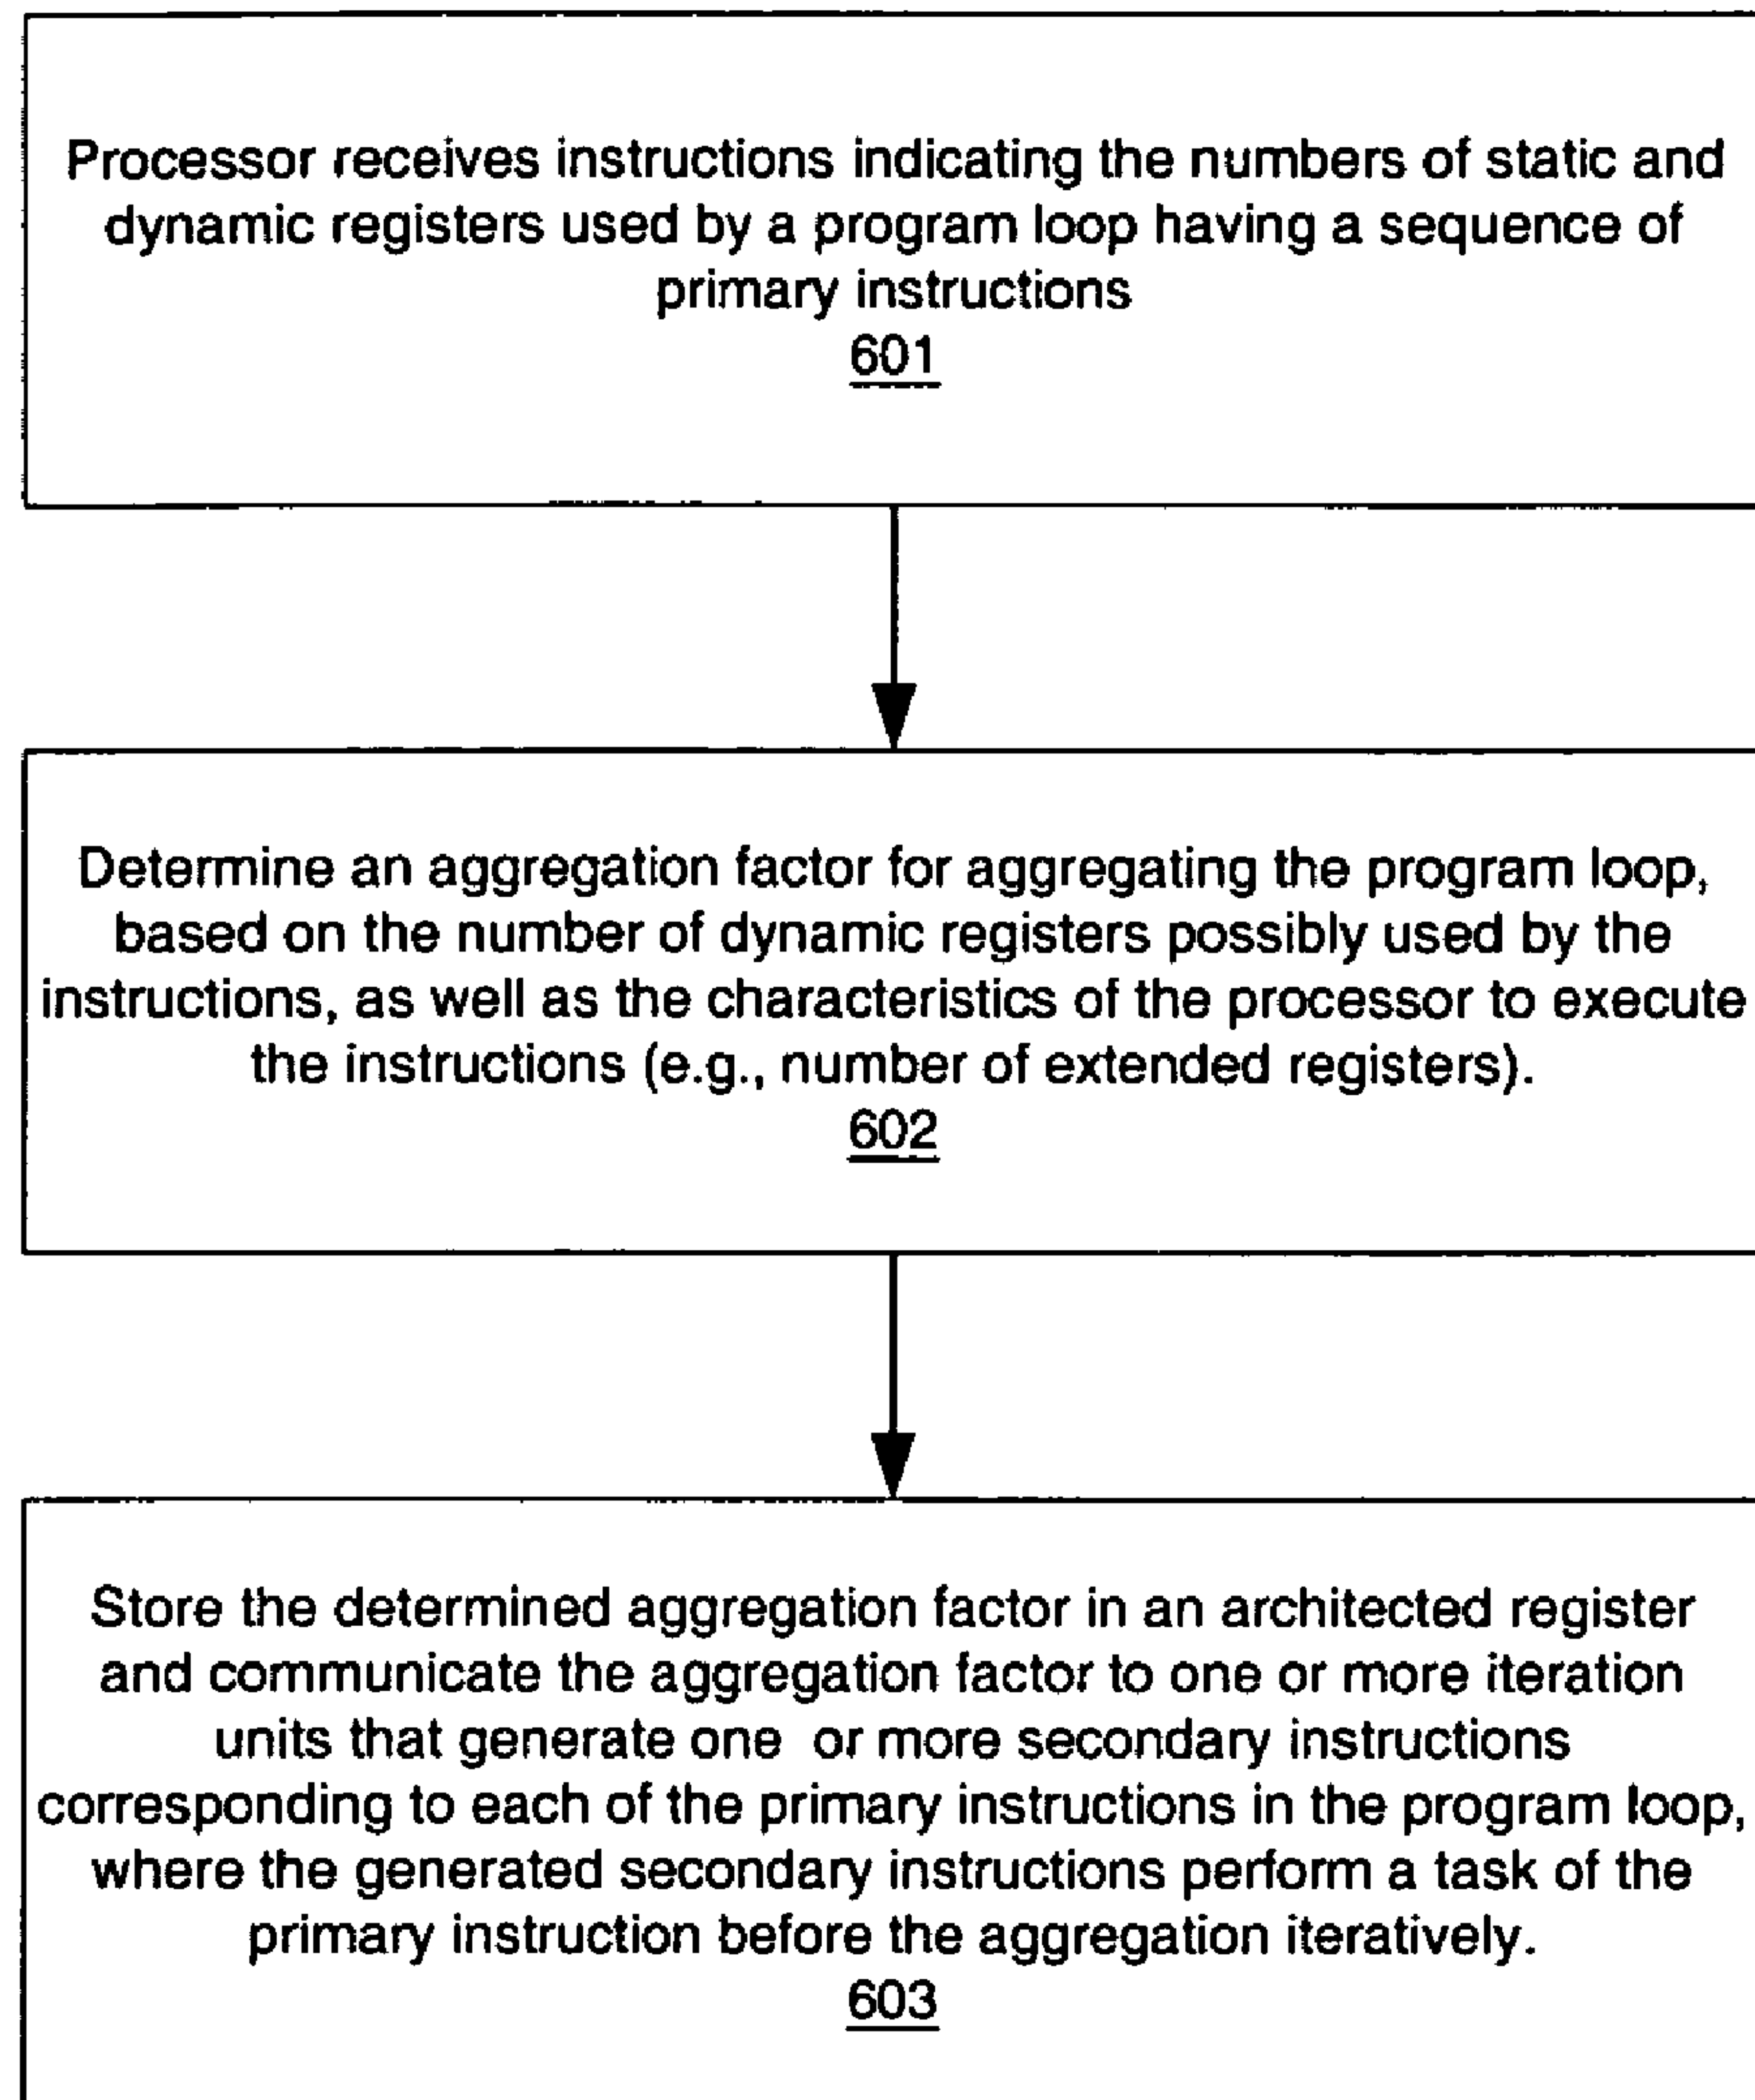 Processor receives instructions indicating the numbers of static and
dynamic registers used by a program loop having a sequence of
primary instructions
601
Determine an aggregation factor for aggregating the program loop,
based on the number of dynamic registers possibly used by the
instructions, as well as the characteristics of the processor to execute
the instructions (e.g., number of extended registers).
602
Store the determined aggregation factor in an architected register
and communicate the aggregation factor to one or more iteration
units that generate one or more secondary instructions
corresponding to each of the primary instructions in the program loop,
where the generated secondary instructions perform a task of the
primary instruction before the aggregation iteratively.
603